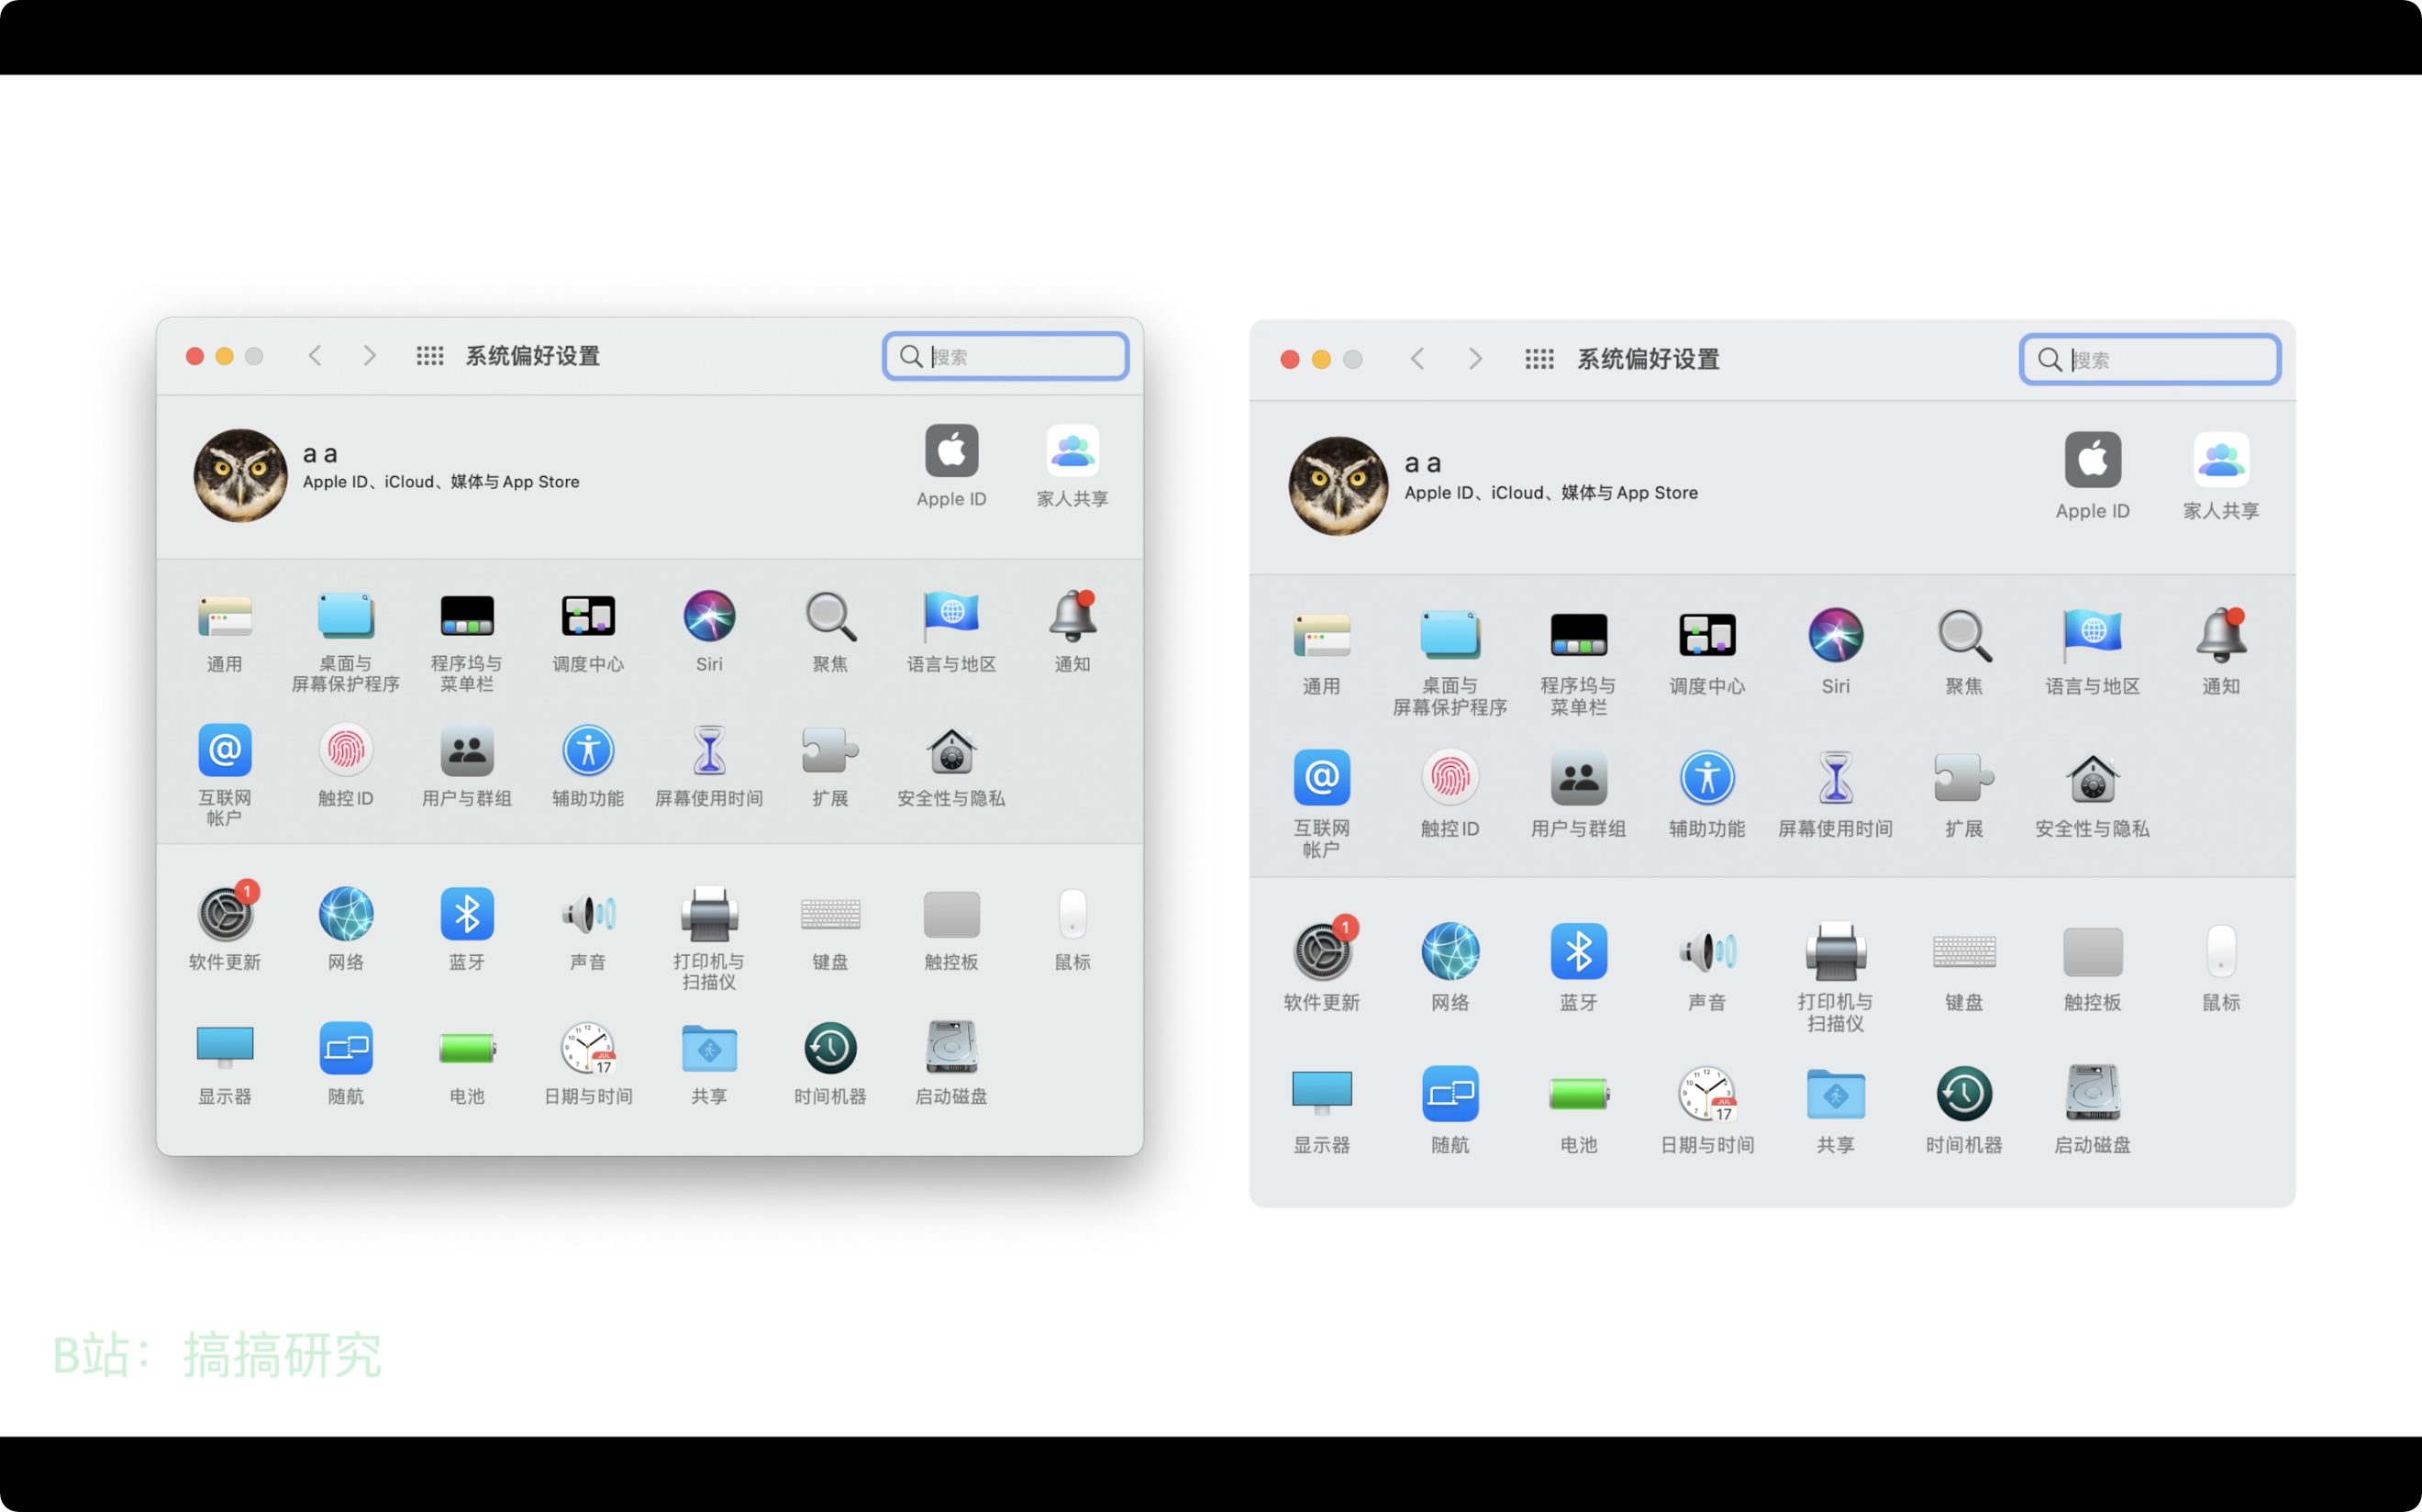 系统偏好设置
搜索
a a
Apple ID、iCloud、媒体与 App Store
Apple ID
家人共享
通用
桌面与
屏幕保护程序
程序坞与
菜单栏
调度中心
Siri
聚焦
语言与地区
通知
互联网
帐户
触控 ID
用户与群组
辅助功能
屏幕使用时间
扩展
安全性与隐私
1
软件更新
网络
蓝牙
声音
打印机与
扫描仪
键盘
触控板
鼠标
显示器
随航
电池
JUL
17
日期与时间
共享
时间机器
启动磁盘
系统偏好设置
搜索
a a
Apple ID、iCloud、媒体与 App Store
Apple ID
家人共享
通用
桌面与
屏幕保护程序
程序坞与
菜单栏
调度中心
Siri
聚焦
语言与地区
通知
互联网
帐户
触控 ID
用户与群组
辅助功能
屏幕使用时间
扩展
安全性与隐私
1
软件更新
网络
蓝牙
声音
打印机与
扫描仪
键盘
触控板
鼠标
显示器
随航
电池
JUL
17
日期与时间
共享
时间机器
启动磁盘
B站：搞搞研究